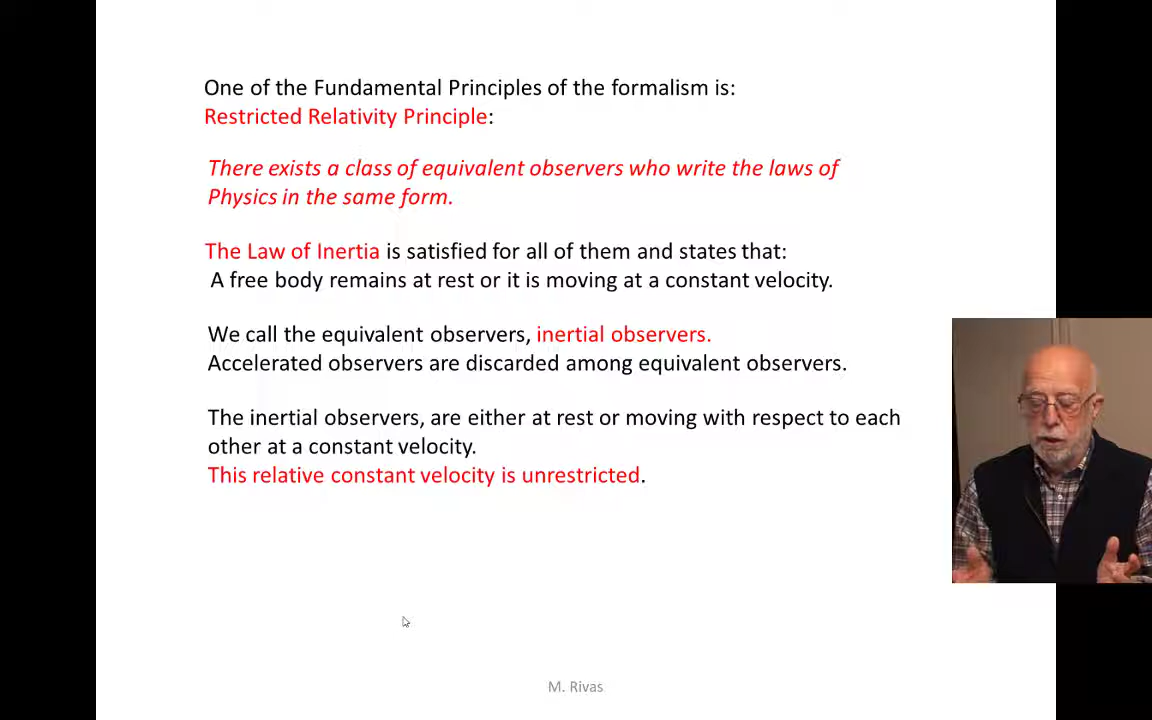 One of the Fundamental Principles of the formalism is:
Restricted Relativity Principle:
There exists a class of equivalent observers who write the laws of
Physics in the same form.
The Law of Inertia is satisfied for all of them and states that:
A free body remains at rest or it is moving at a constant velocity.
We call the equivalent observers, inertial observers.
Accelerated observers are discarded among equivalent observers.
The inertial observers, are either at rest or moving with respect to each
other at a constant velocity.
This relative constant velocity is unrestricted.
M. Rivas